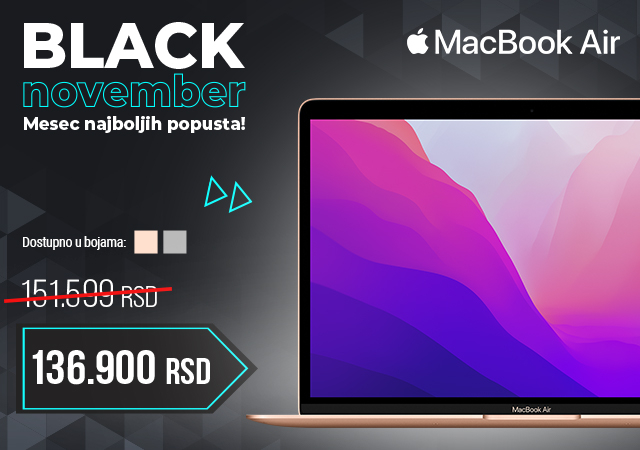 BLACK
november
Mesec najboljih popusta!
MacBook Air
Dostupno u bojama:
151.599 RSD
136.900 RSD
MacBook Air